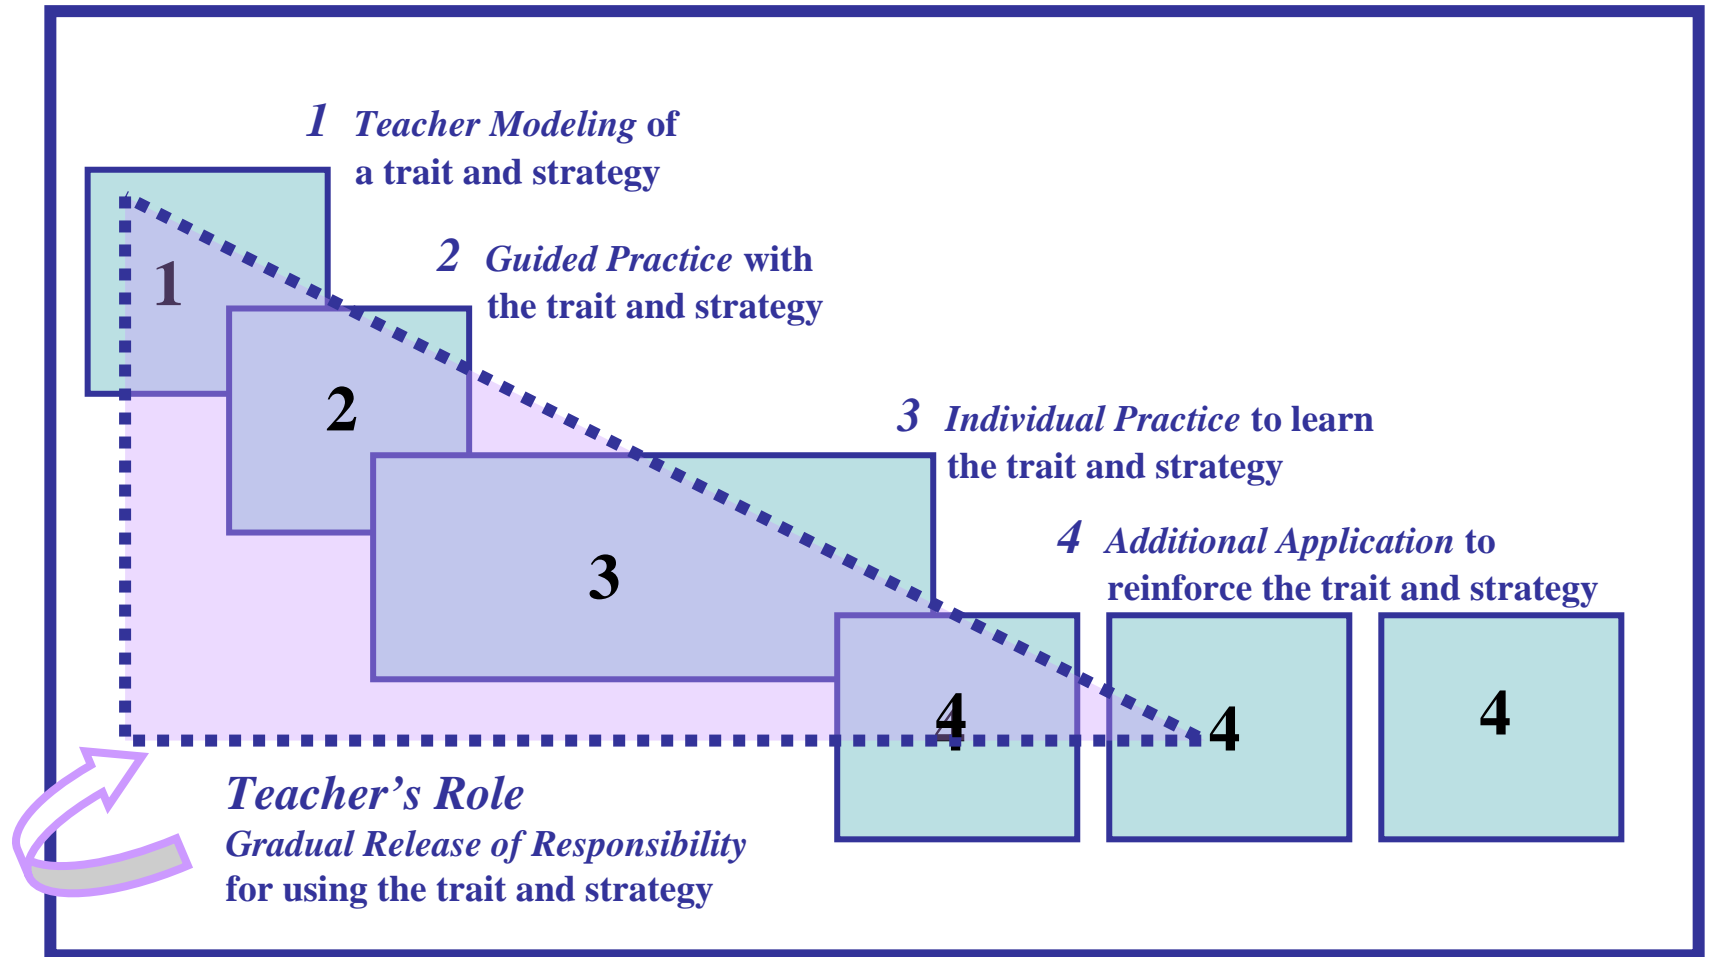 1 Teacher Modeling of
a trait and strategy
1
2 Guided Practice with
the trait and strategy
2
3 Individual Practice to learn
the trait and strategy
3
4 Additional Application to
reinforce the trait and strategy
4
4
4
Teacher’s Role
Gradual Release of Responsibility
for using the trait and strategy